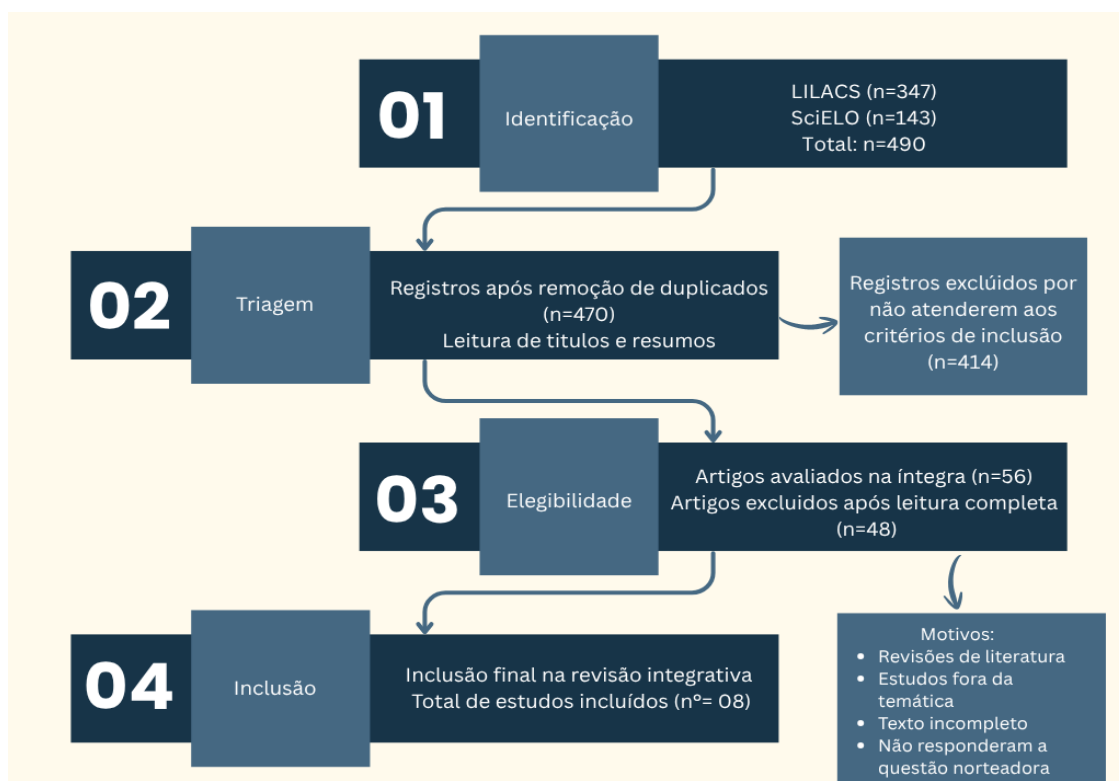 01
Identificação
LILACS (n=347)
SciELO (n=143)
Total: n=490
02
Triagem
Registros após remoção de duplicados
(n=470)
Leitura de titulos e resumos
Registros exclúidos por
não atenderem aos
critérios de inclusão
(n=414)
03
Elegibilidade
Artigos avaliados na íntegra (n=56)
Artigos excluidos após leitura completa
(n=48)
04
Inclusão
Inclusão final na revisão integrativa
Total de estudos incluídos (n°= 08)
Motivos:
• Revisões de literatura
• Estudos fora da
temática
• Texto incompleto
• Não responderam a
questão norteadora